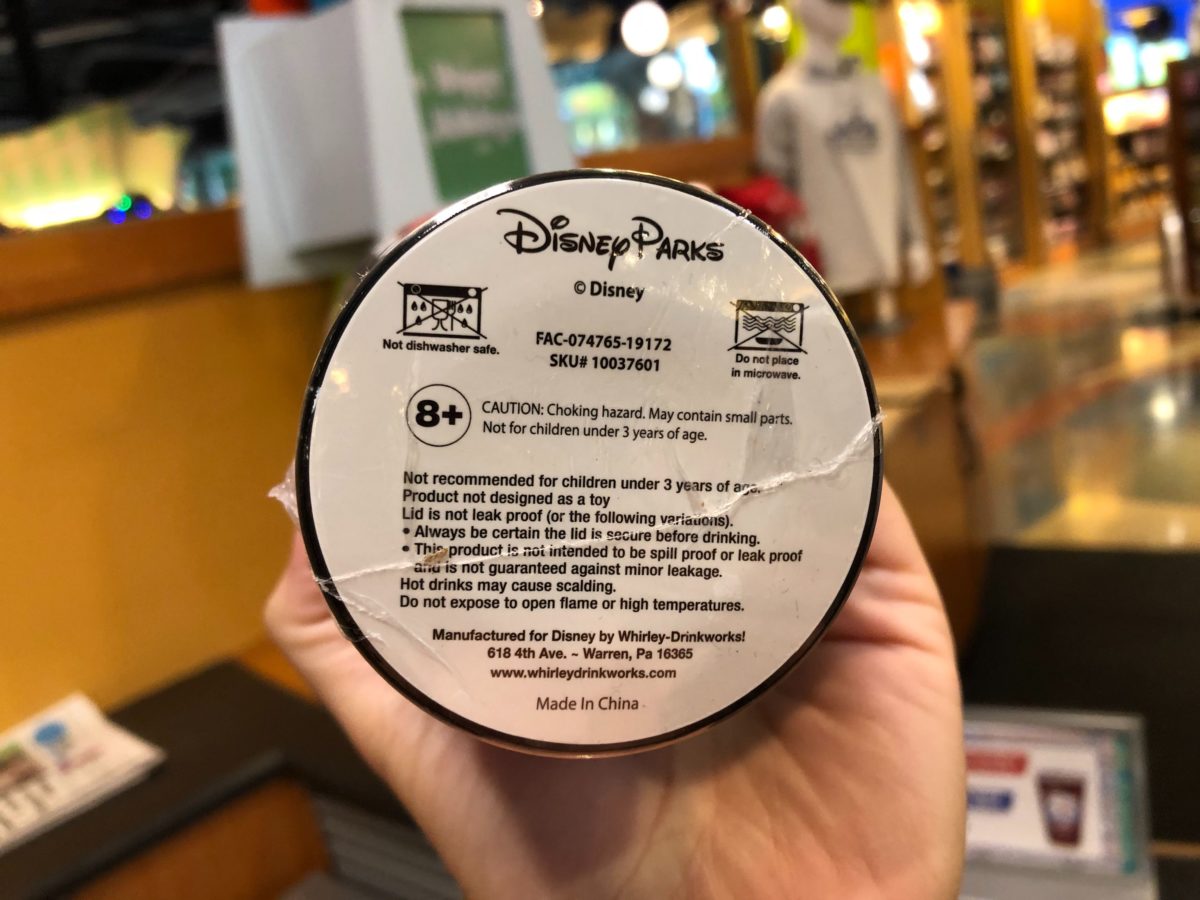 Disney Parks
© Disney
Not dishwasher safe.
FAC-074765-19172
SKU# 10037601
Do not place
in microwave.
8+
CAUTION: Choking hazard. May contain small parts.
Not for children under 3 years of age.
Not recommended for children under 3 years of age.
Product not designed as a toy
Lid is not leak proof (or the following variations).
• Always be certain the lid is secure before drinking.
• This product is not intended to be spill proof or leak proof
and is not guaranteed against minor leakage.
Hot drinks may cause scalding.
Do not expose to open flame or high temperatures.
Manufactured for Disney by Whirley-Drinkworks!
618 4th Ave. ~ Warren, Pa 16365
www.whirleydrinkworks.com
Made In China